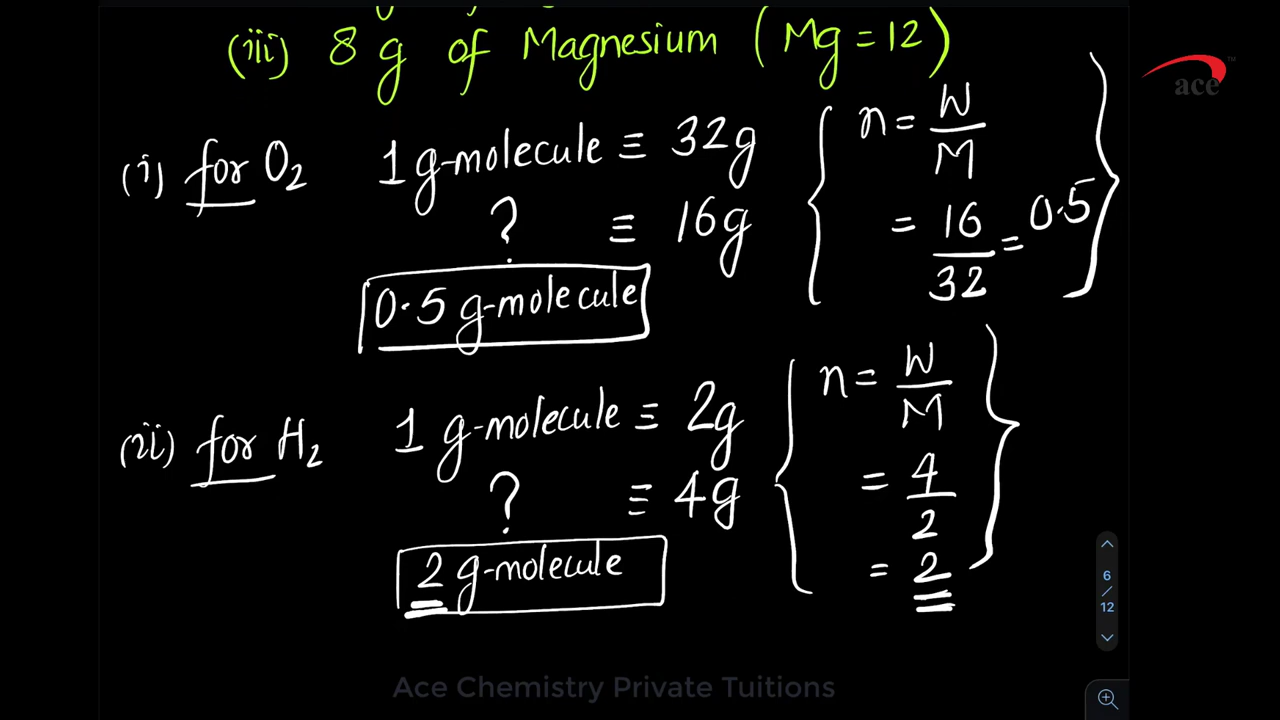 (iii) 8 g of Magnesium (Mg = 12)
ace™
(i) for O₂ 1 g-molecule ≡ 32g
? ≡ 16g
0.5 g-molecule
n = W/M
= 16/32 = 0.5
(ii) for H₂ 1 g-molecule ≡ 2g
? ≡ 4g
2 g-molecule
n = W/M
= 4/2
= 2
6
/
12
Ace Chemistry Private Tuitions